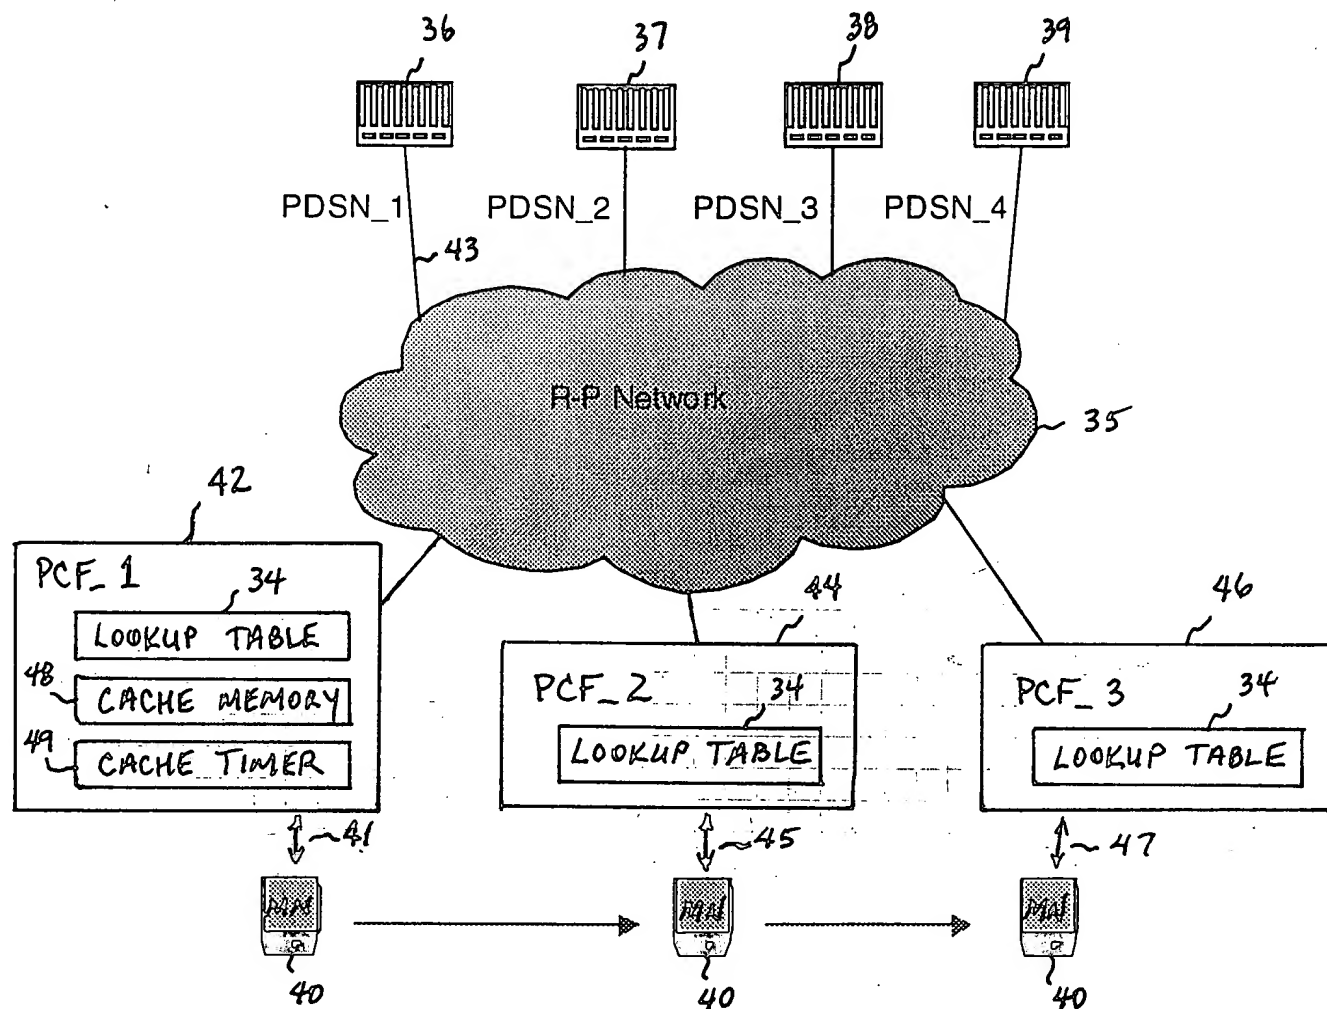 36 37 38 39
PDSN_1 PDSN_2 PDSN_3 PDSN_4
43
R-P Network
35
42
PCF_1
34
LOOKUP TABLE
48
CACHE MEMORY
49
CACHE TIMER
44
PCF_2
34
LOOKUP TABLE
46
PCF_3
34
LOOKUP TABLE
41 45 47
MN MN MN
40 40 40